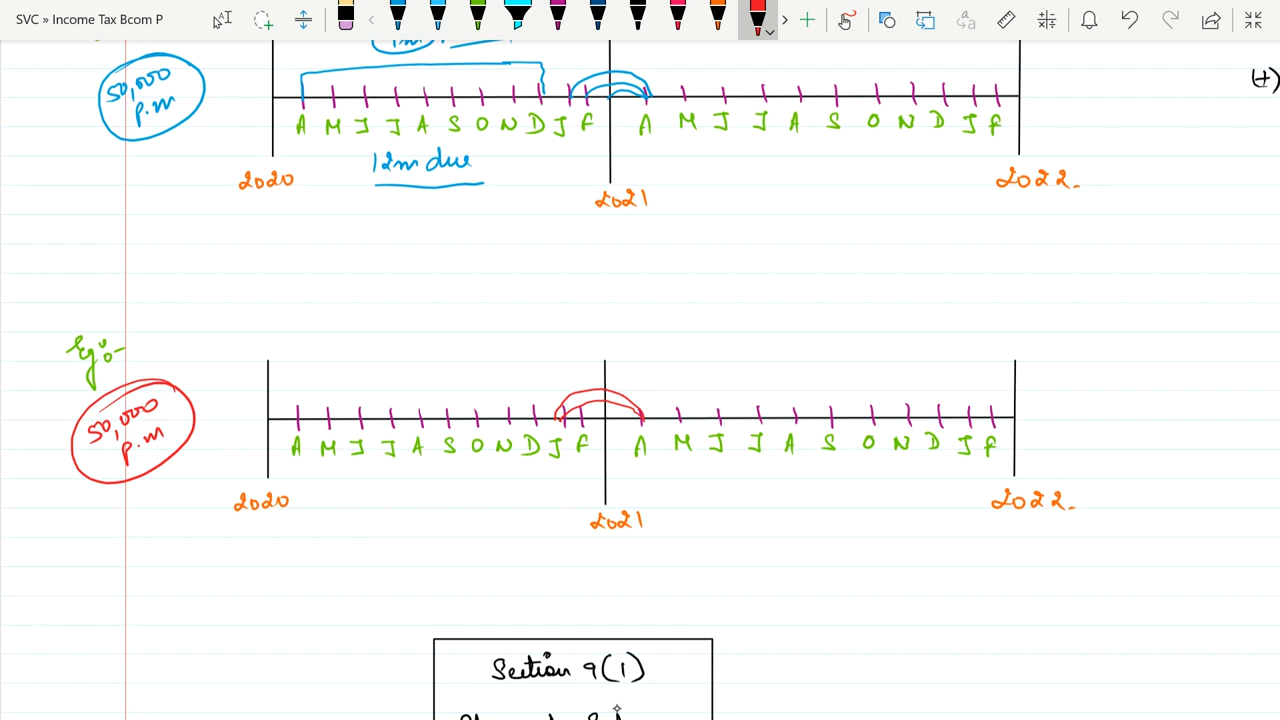 SVC » Income Tax Bcom P
1m
(+)
50,000
p.m
A M J J A S O N D J F A M J J A S O N D J F
12m due
2020
2021
2022.
Eg:-
50,000
p.m
A M J J A S O N D J F A M J J A S O N D J F
2020
2021
2022.
Section 9(1)